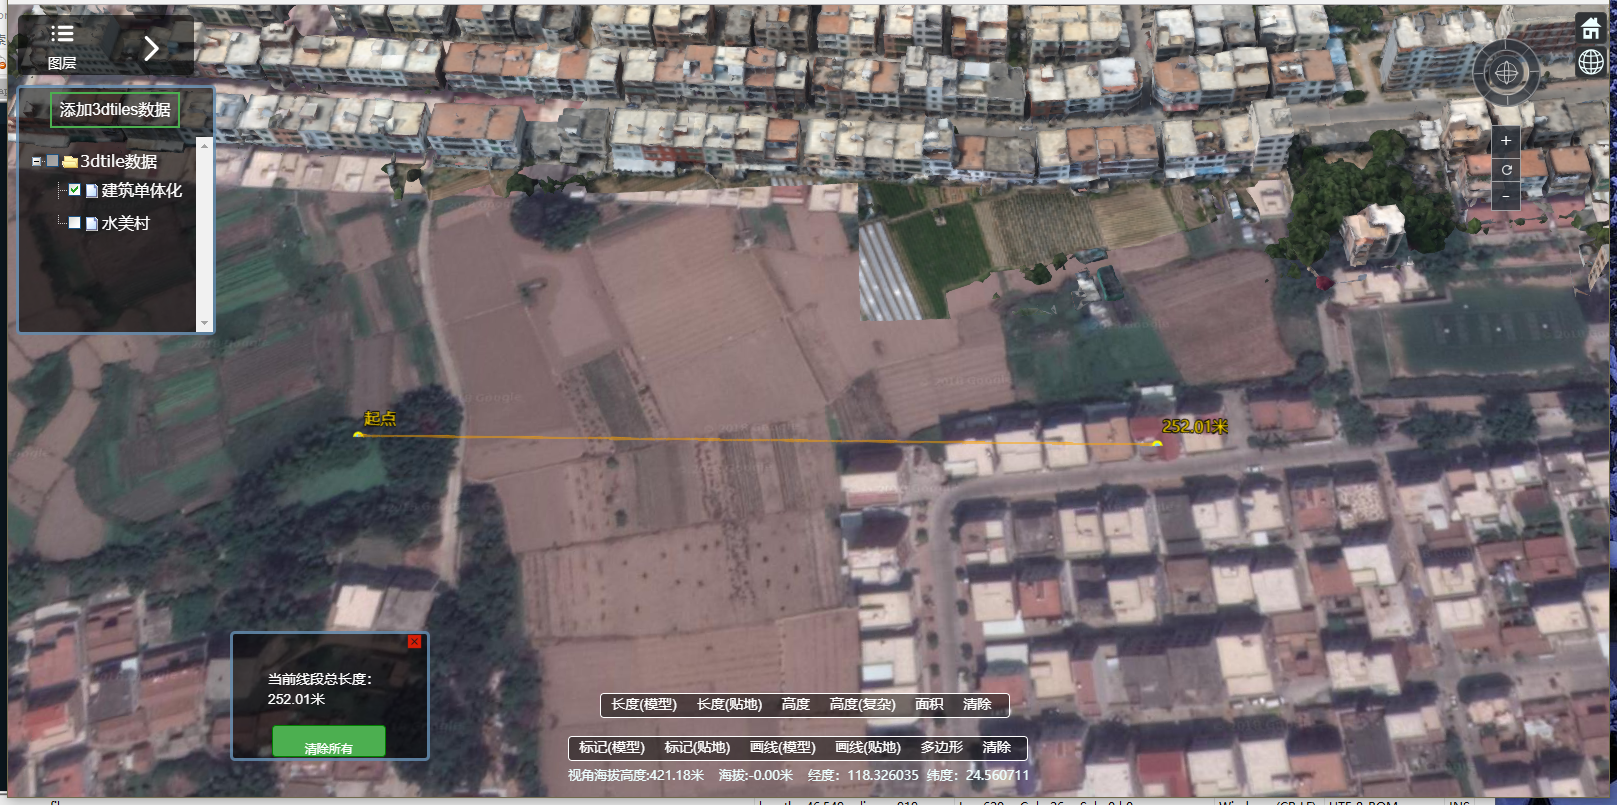 图层
添加3dtiles数据
3dtile数据
建筑单体化
水美村
起点
252.01米
当前线段总长度：
252.01米
清除所有
长度(模型) 长度(贴地) 高度 高度(复杂) 面积 清除
标记(模型) 标记(贴地) 画线(模型) 画线(贴地) 多边形 清除
视角海拔高度:421.18米 海拔:-0.00米 经度：118.326035 纬度：24.560711